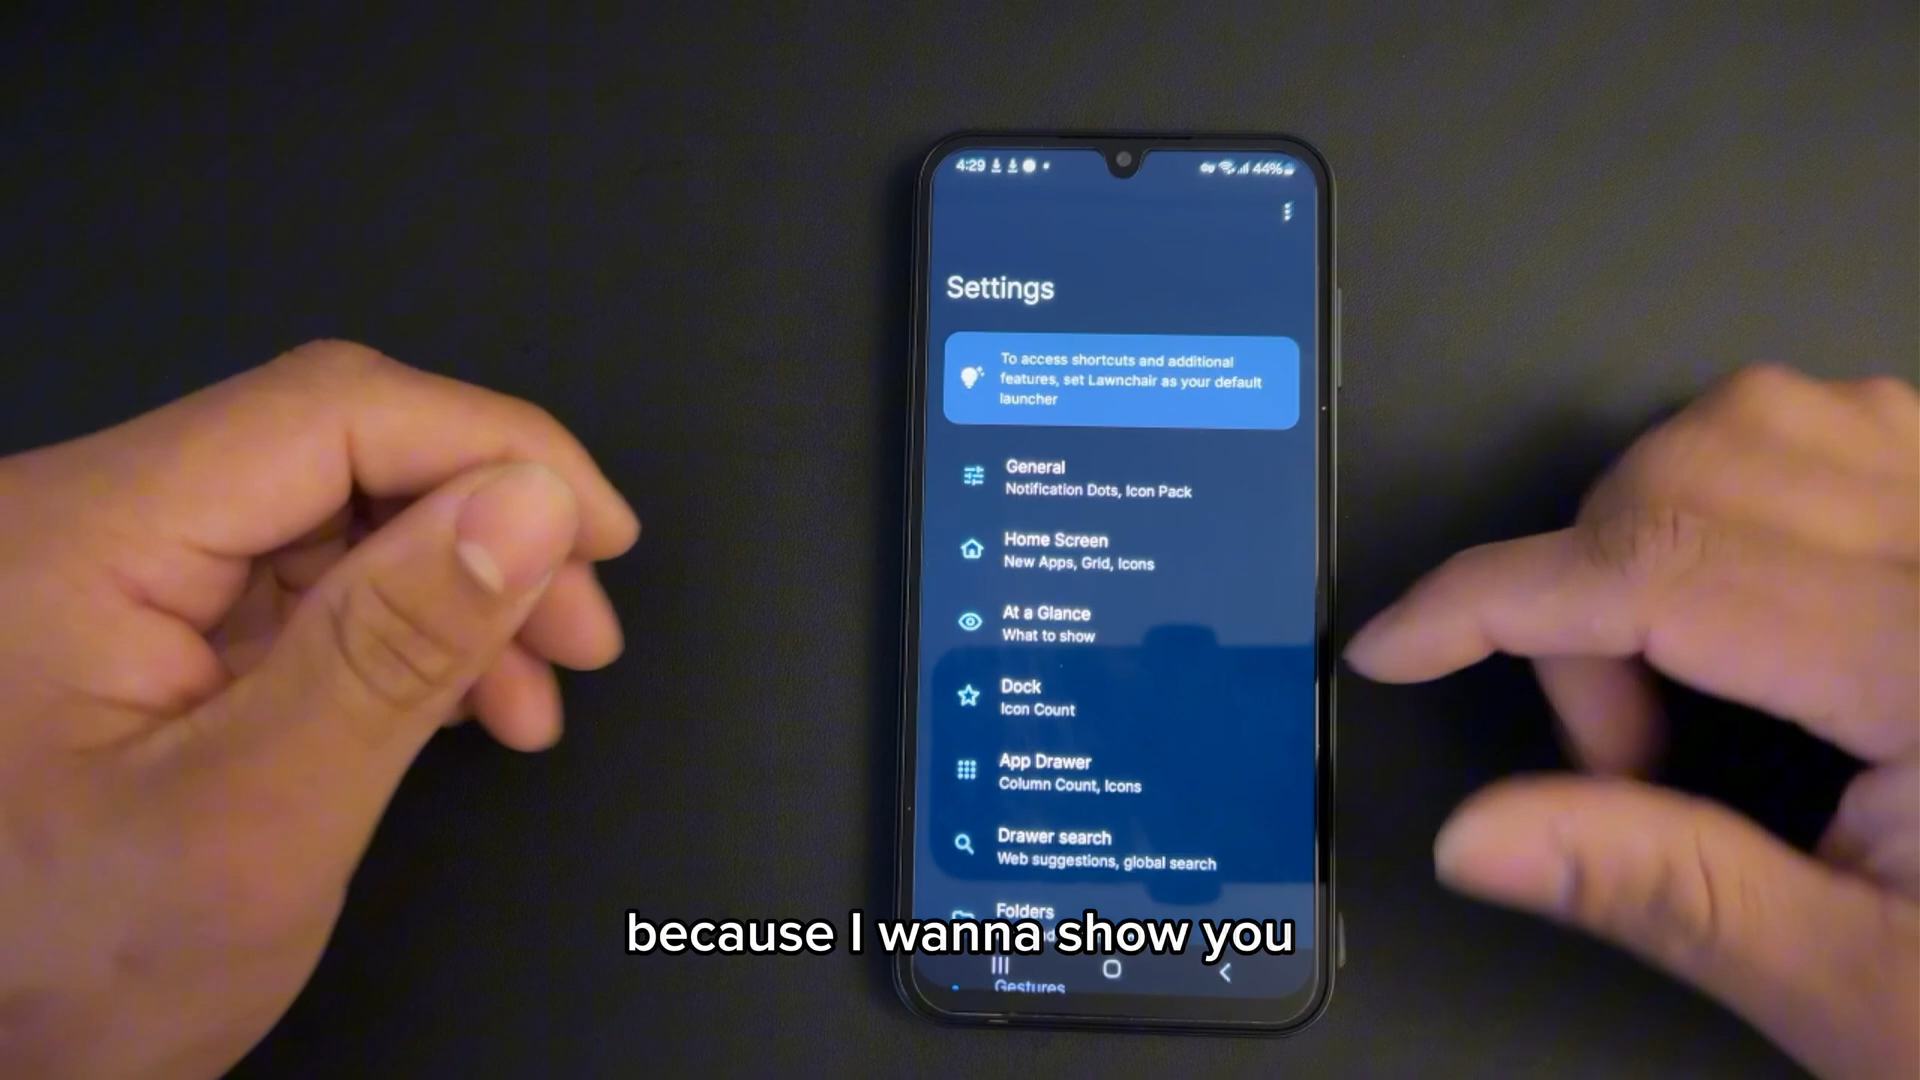 4:29
44%
Settings
To access shortcuts and additional
features, set Lawnchair as your default
launcher
General
Notification Dots, Icon Pack
Home Screen
New Apps, Grid, Icons
At a Glance
What to show
Dock
Icon Count
App Drawer
Column Count, Icons
Drawer search
Web suggestions, global search
Folders
because I wanna show you
Gestures